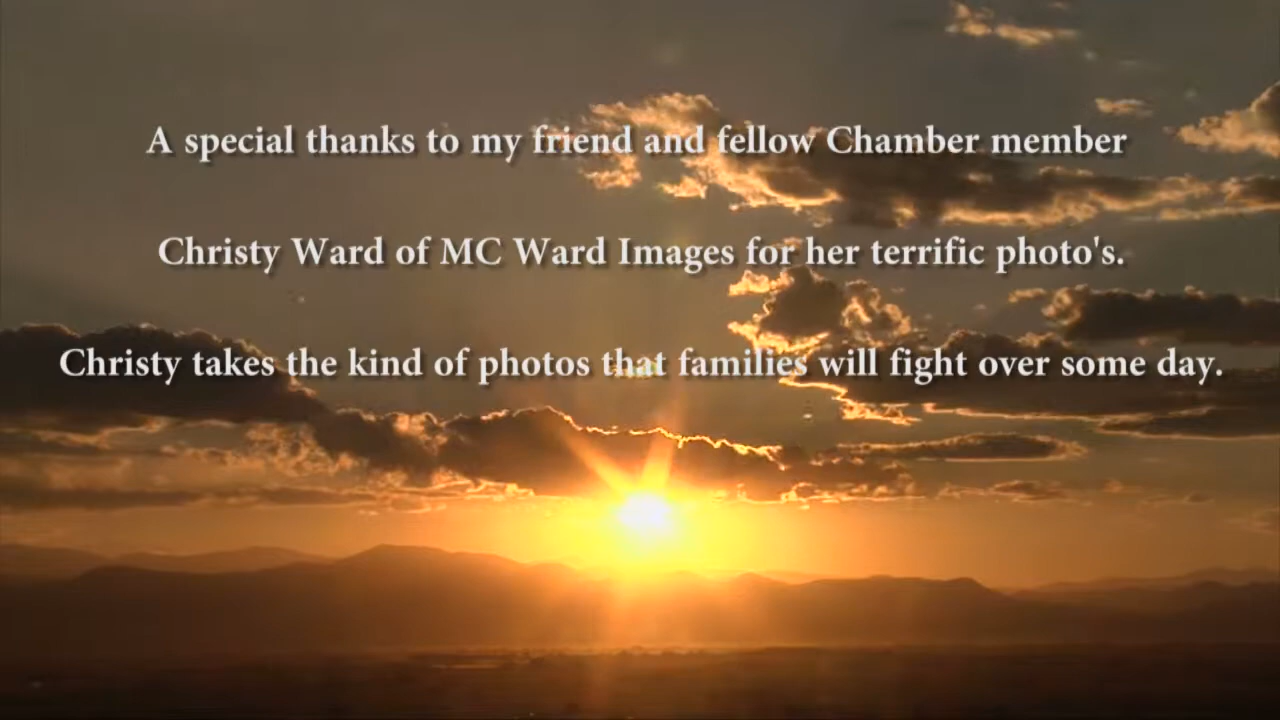 A special thanks to my friend and fellow Chamber member
Christy Ward of MC Ward Images for her terrific photo's.
Christy takes the kind of photos that families will fight over some day.